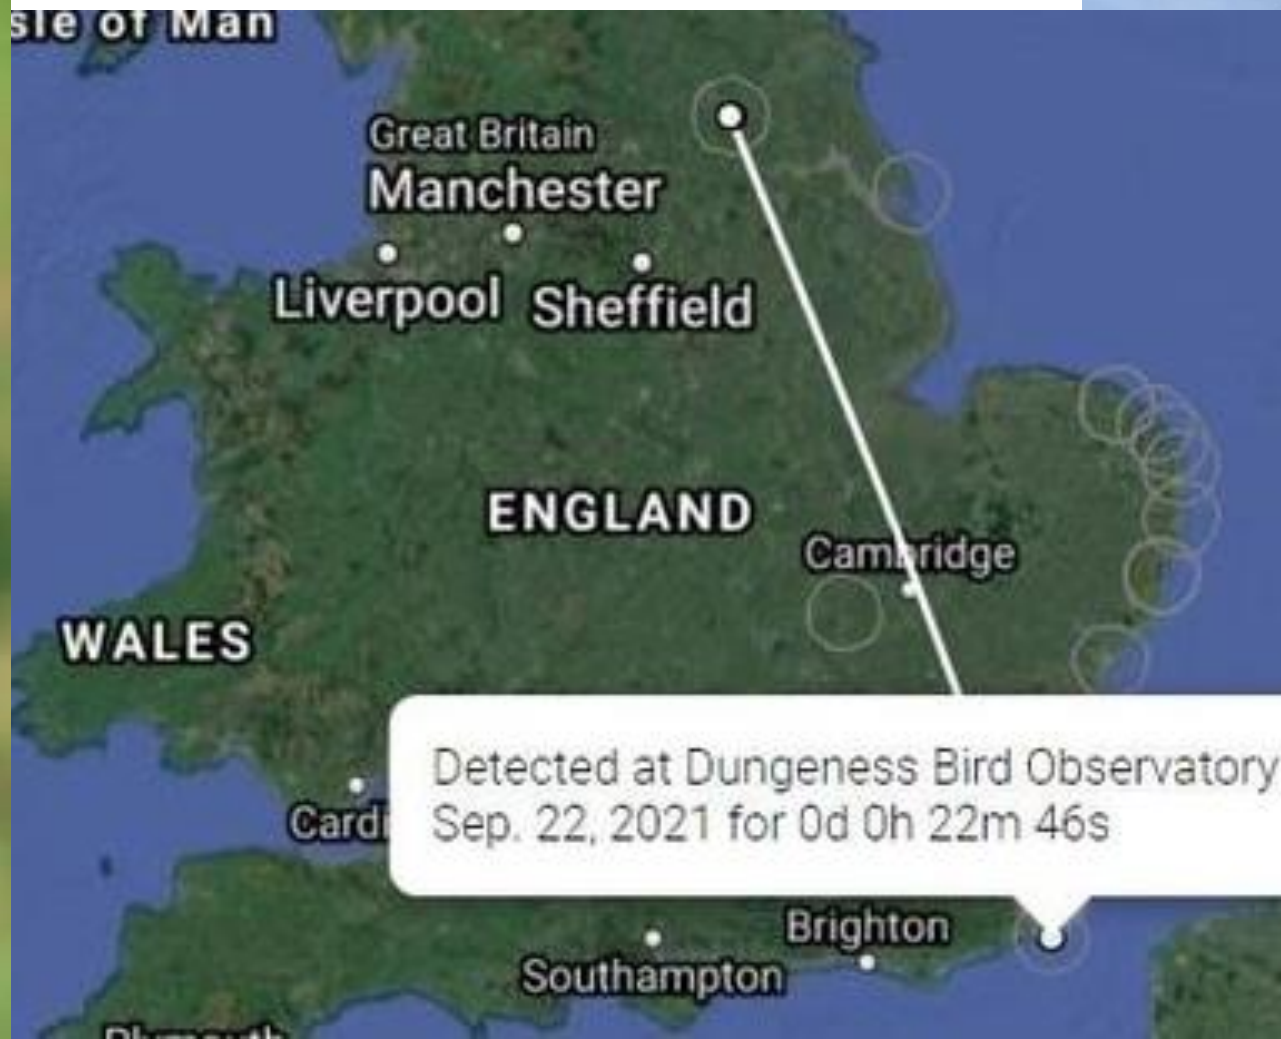 sle of Man
Great Britain
Manchester
Liverpool
Sheffield
ENGLAND
Cambridge
WALES
Detected at Dungeness Bird Observatory
Sep. 22, 2021 for 0d 0h 22m 46s
Cardi
Brighton
Southampton
Plymouth